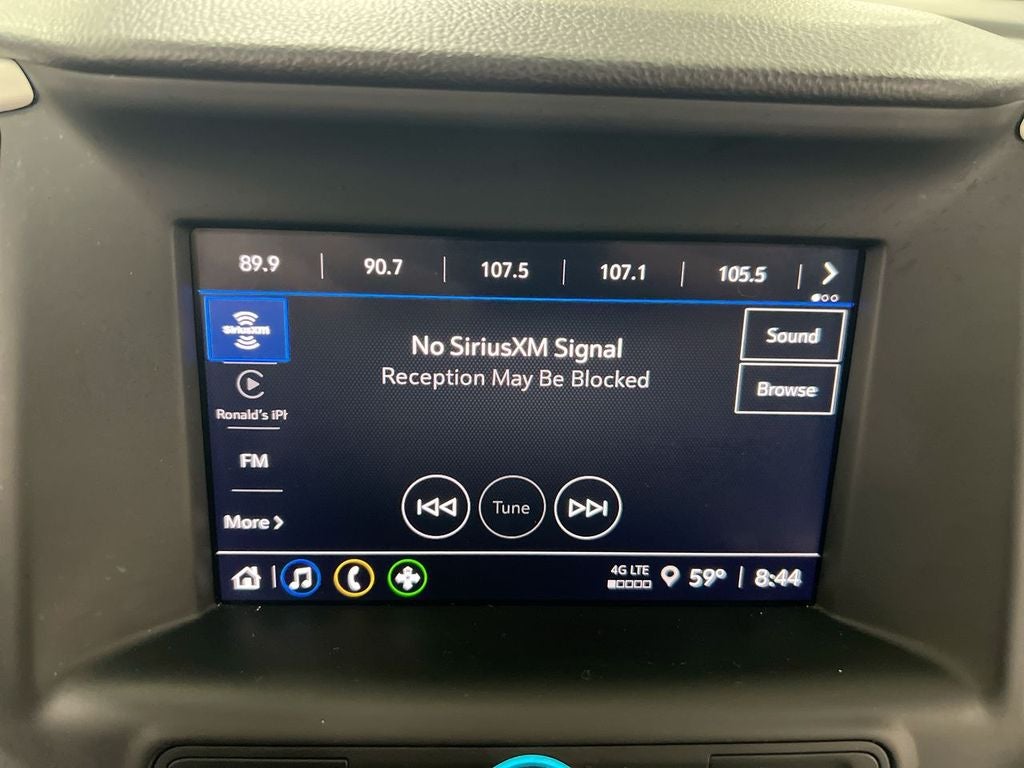 89.9 | 90.7 | 107.5 | 107.1 | 105.5 |
SiriusXM
No SiriusXM Signal
Reception May Be Blocked
Sound
Browse
Ronald's iPh
FM
More
Tune
4G LTE
59° | 8:44